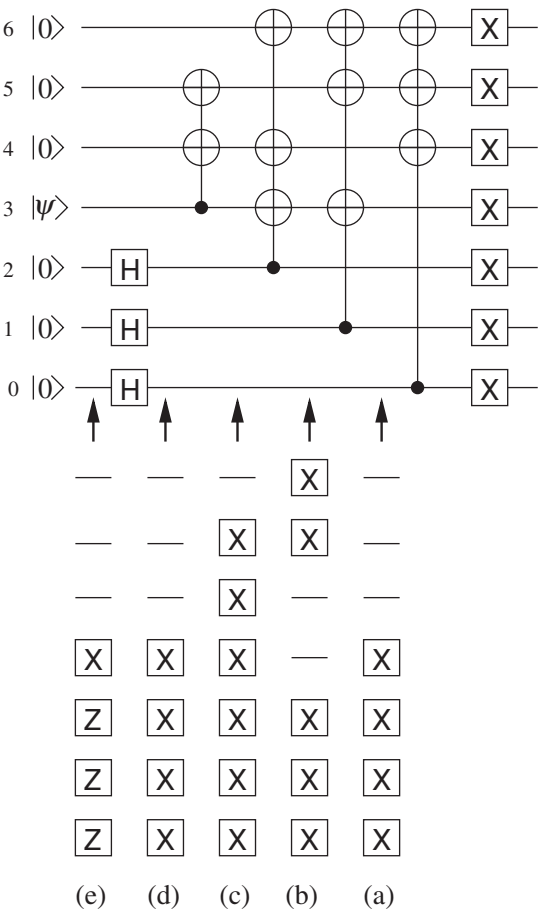 6 |0⟩ X
5 |0⟩ X
4 |0⟩ X
3 |ψ⟩ X
2 |0⟩ H X
1 |0⟩ H X
0 |0⟩ H X
— — — X —
— — X X —
— — X — —
X X X — X
Z X X X X
Z X X X X
Z X X X X
(e) (d) (c) (b) (a)